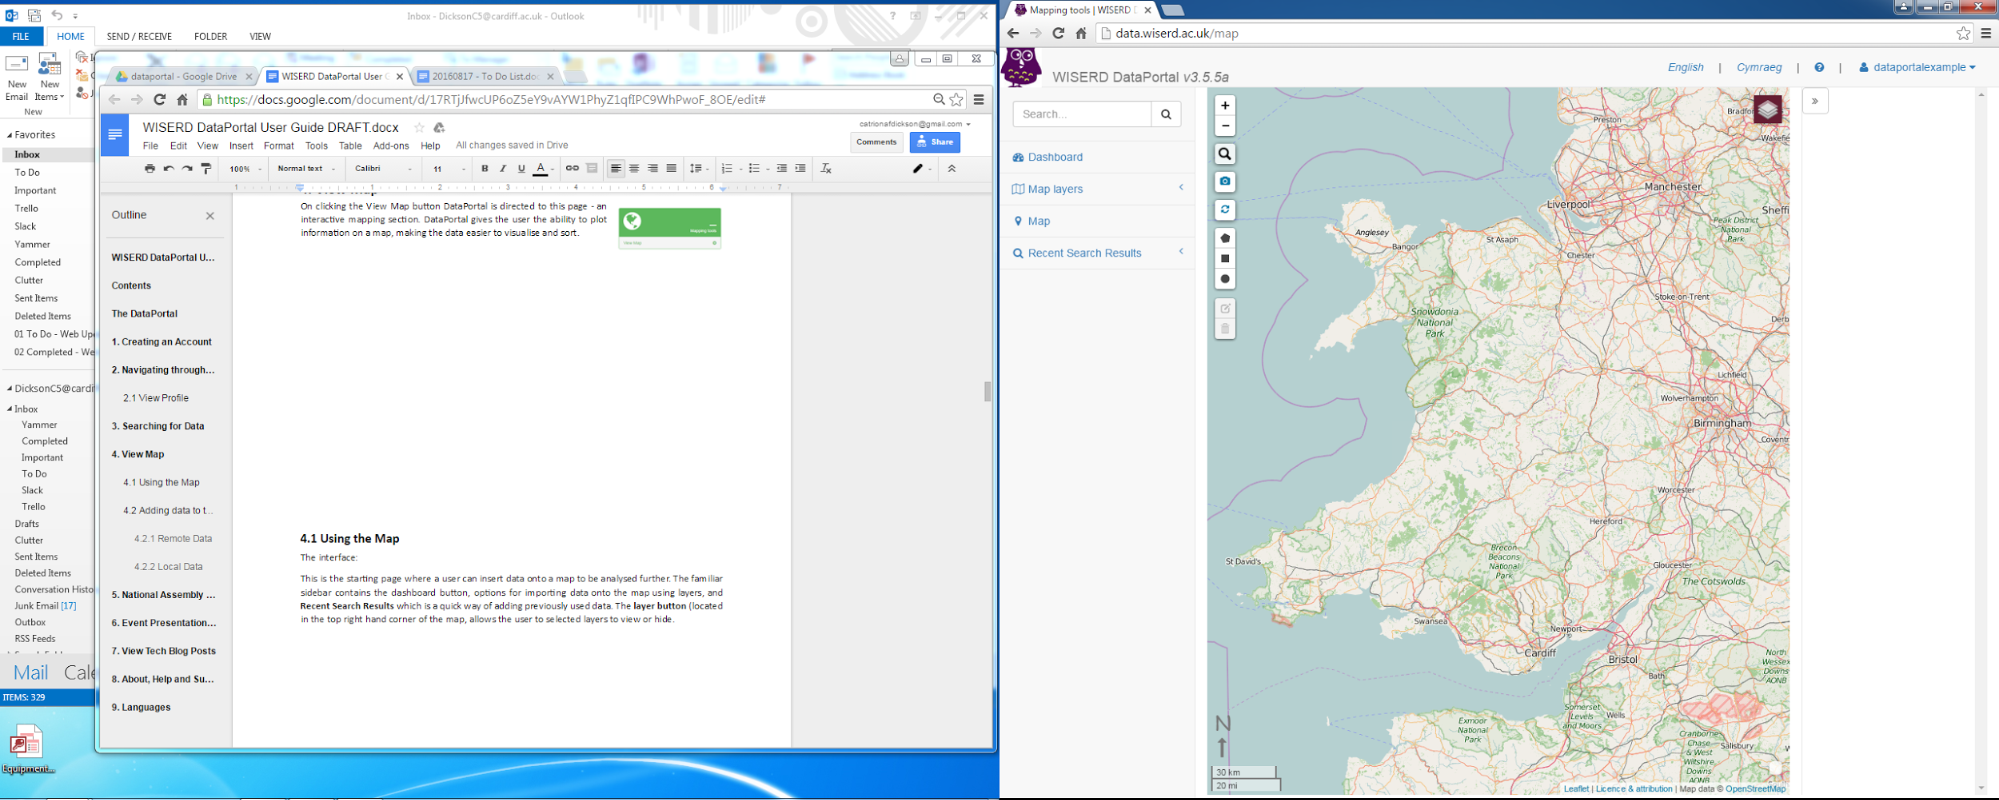 Inbox - DicksonC5@cardiff.ac.uk - Outlook
FILE HOME SEND / RECEIVE FOLDER VIEW
New Email
New Items
New
Favorites
Inbox
To Do
Important
Trello
Slack
Yammer
Completed
Clutter
Sent Items
Deleted Items
01 To Do - Web Up
02 Completed - We
DicksonC5@cardif
Inbox
Yammer
Completed
Important
To Do
Slack
Trello
Drafts
Clutter
Sent Items
Deleted Items
Conversation Histo
Junk Email [17]
Outbox
RSS Feeds
Mail Cale
ITEMS: 329
Equipment...
dataportal - Google Drive
WISERD DataPortal User G
20160817 - To Do List.doc
https://docs.google.com/document/d/17RTjJfwcUP6oZ5eY9vAYW1PhyZ1qfIPC9WhPwoF_8OE/edit#
WISERD DataPortal User Guide DRAFT.docx
catrionafdickson@gmail.com
File Edit View Insert Format Tools Table Add-ons Help All changes saved in Drive
Comments
Share
100% Normal text Calibri 11 B I U A
1 1 2 3 4 5 6 7
Outline
WISERD DataPortal U...
Contents
The DataPortal
1. Creating an Account
2. Navigating through...
2.1 View Profile
3. Searching for Data
4. View Map
4.1 Using the Map
4.2 Adding data to t...
4.2.1 Remote Data
4.2.2 Local Data
5. National Assembly ...
6. Event Presentation...
7. View Tech Blog Posts
8. About, Help and Su...
9. Languages
On clicking the View Map button DataPortal is directed to this page - an
interactive mapping section. DataPortal gives the user the ability to plot
information on a map, making the data easier to visualise and sort.
Mapping tools
View Map
4.1 Using the Map
The interface:
This is the starting page where a user can insert data onto a map to be analysed further. The familiar
sidebar contains the dashboard button, options for importing data onto the map using layers, and
Recent Search Results which is a quick way of adding previously used data. The layer button (located
in the top right hand corner of the map, allows the user to selected layers to view or hide.
Mapping tools | WISERD D
data.wiserd.ac.uk/map
WISERD DataPortal v3.5.5a
English | Cymraeg | ? | dataportalexample
Search...
Dashboard
Map layers
Map
Recent Search Results
+
−
»
Preston
Bradfo
Wakefie
Manchester
Liverpool
Sheffi
Peak District
National
Park
Anglesey
Bangor
St Asaph
Chester
Stoke-on-Trent
Derb
Snowdonia
National
Park
Lichfield
Wolverhampton
Birmingham
Coventr
Worcester
Hereford
Brecon
Beacons
National
Park
Gloucester
The Cotswolds
St David's
Swansea
Newport
Cardiff
Bristol
Bath
North
Wessex
Downs
AONB
Somerset
Levels
and Moors
Wells
Exmoor
National
Park
Cranborne
Chase
& West
Wiltshire
Downs
AONB
Salisbury
N
30 km
20 mi
Leaflet | Licence & attribution | Map data © OpenStreetMap